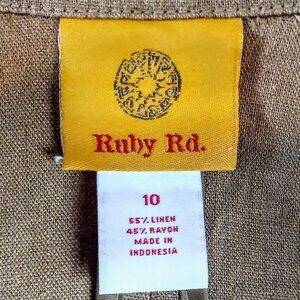 Ruby Rd.
10
55% LINEN
45% RAYON
MADE IN
INDONESIA